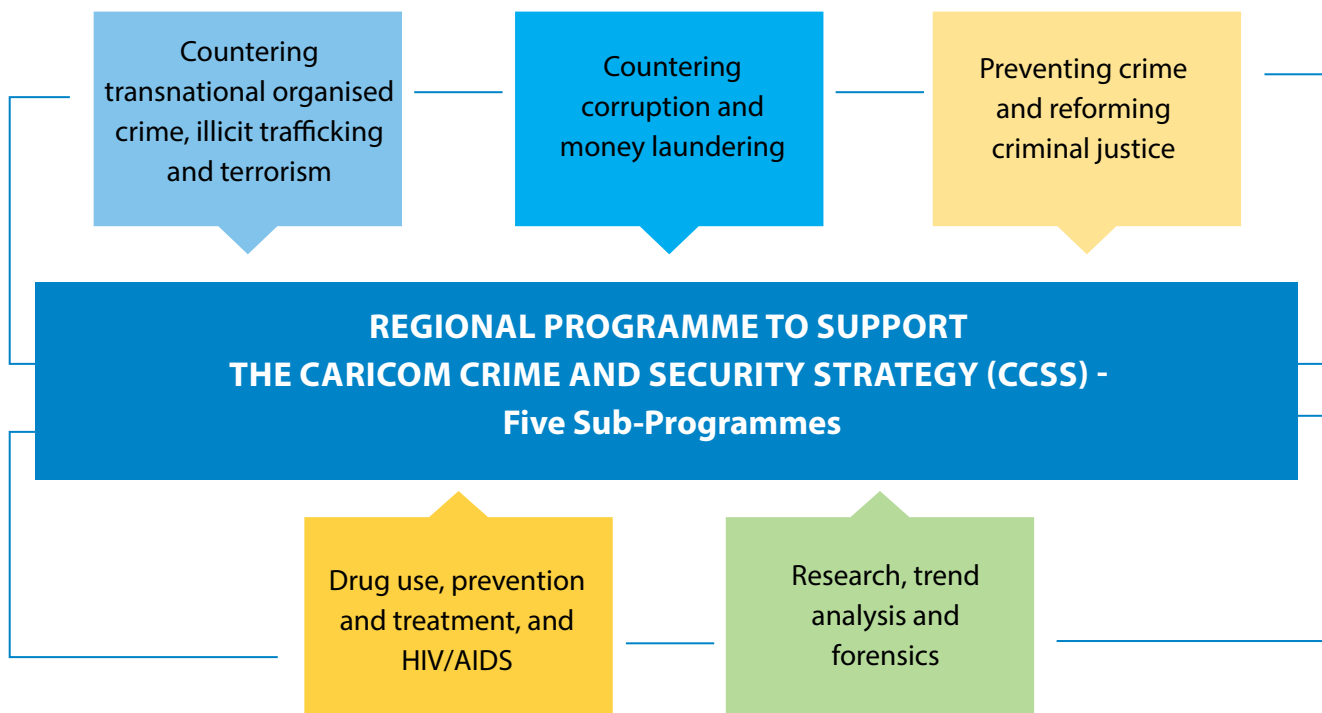 Countering
transnational organised
crime, illicit trafficking
and terrorism
Countering
corruption and
money laundering
Preventing crime
and reforming
criminal justice
REGIONAL PROGRAMME TO SUPPORT
THE CARICOM CRIME AND SECURITY STRATEGY (CCSS) -
Five Sub-Programmes
Drug use, prevention
and treatment, and
HIV/AIDS
Research, trend
analysis and
forensics